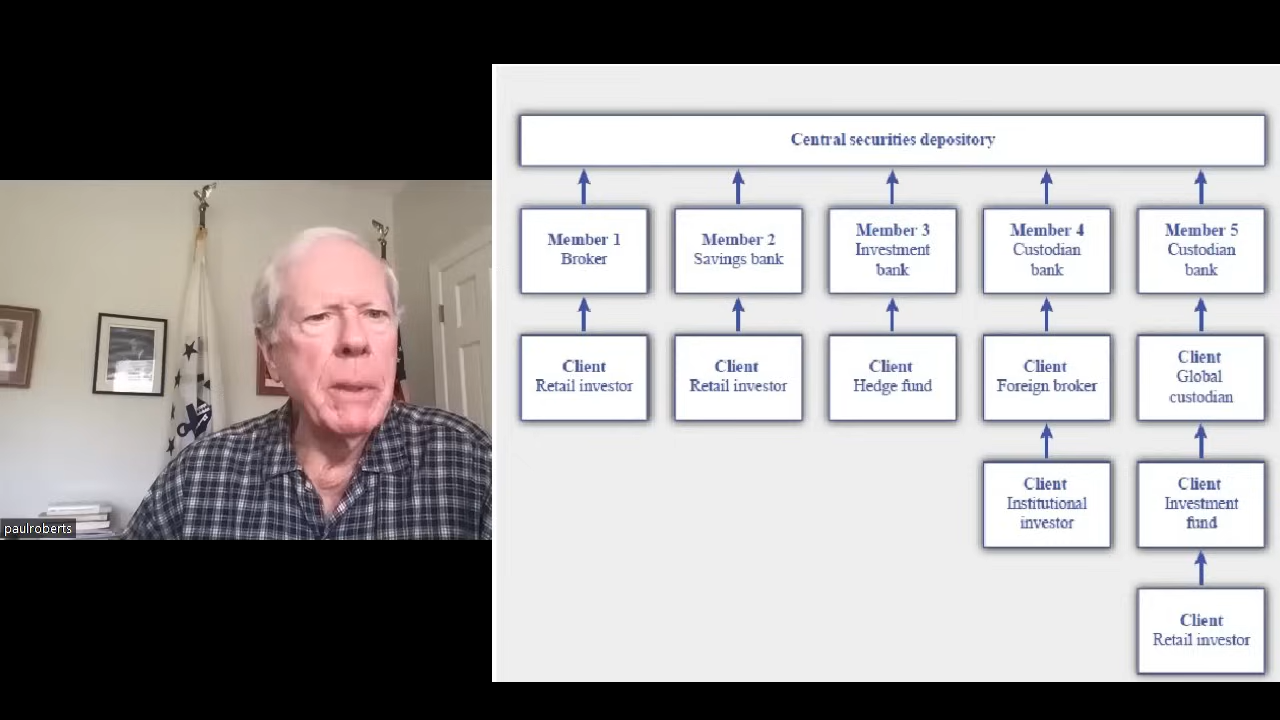 Central securities depository
Member 1
Broker
Member 2
Savings bank
Member 3
Investment
bank
Member 4
Custodian
bank
Member 5
Custodian
bank
Client
Retail investor
Client
Retail investor
Client
Hedge fund
Client
Foreign broker
Client
Global
custodian
Client
Institutional
investor
Client
Investment
fund
Client
Retail investor
paulroberts